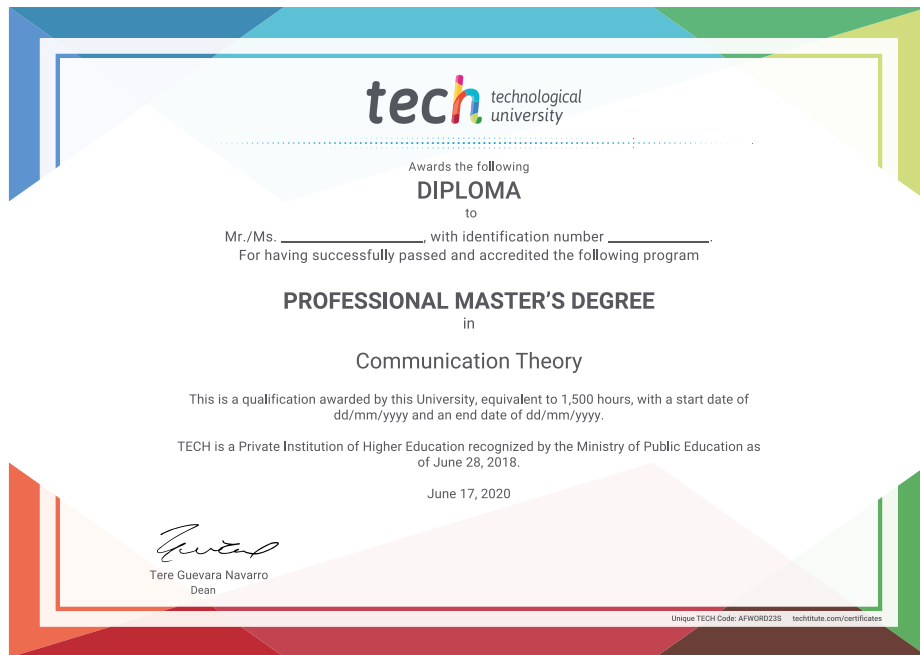 tech technological
university
Awards the following
DIPLOMA
to
Mr./Ms. ____________________, with identification number ______________.
For having successfully passed and accredited the following program
PROFESSIONAL MASTER’S DEGREE
in
Communication Theory
This is a qualification awarded by this University, equivalent to 1,500 hours, with a start date of
dd/mm/yyyy and an end date of dd/mm/yyyy.
TECH is a Private Institution of Higher Education recognized by the Ministry of Public Education as
of June 28, 2018.
June 17, 2020
Tere Guevara Navarro
Dean
Unique TECH Code: AFWORD23S techtitute.com/certificates